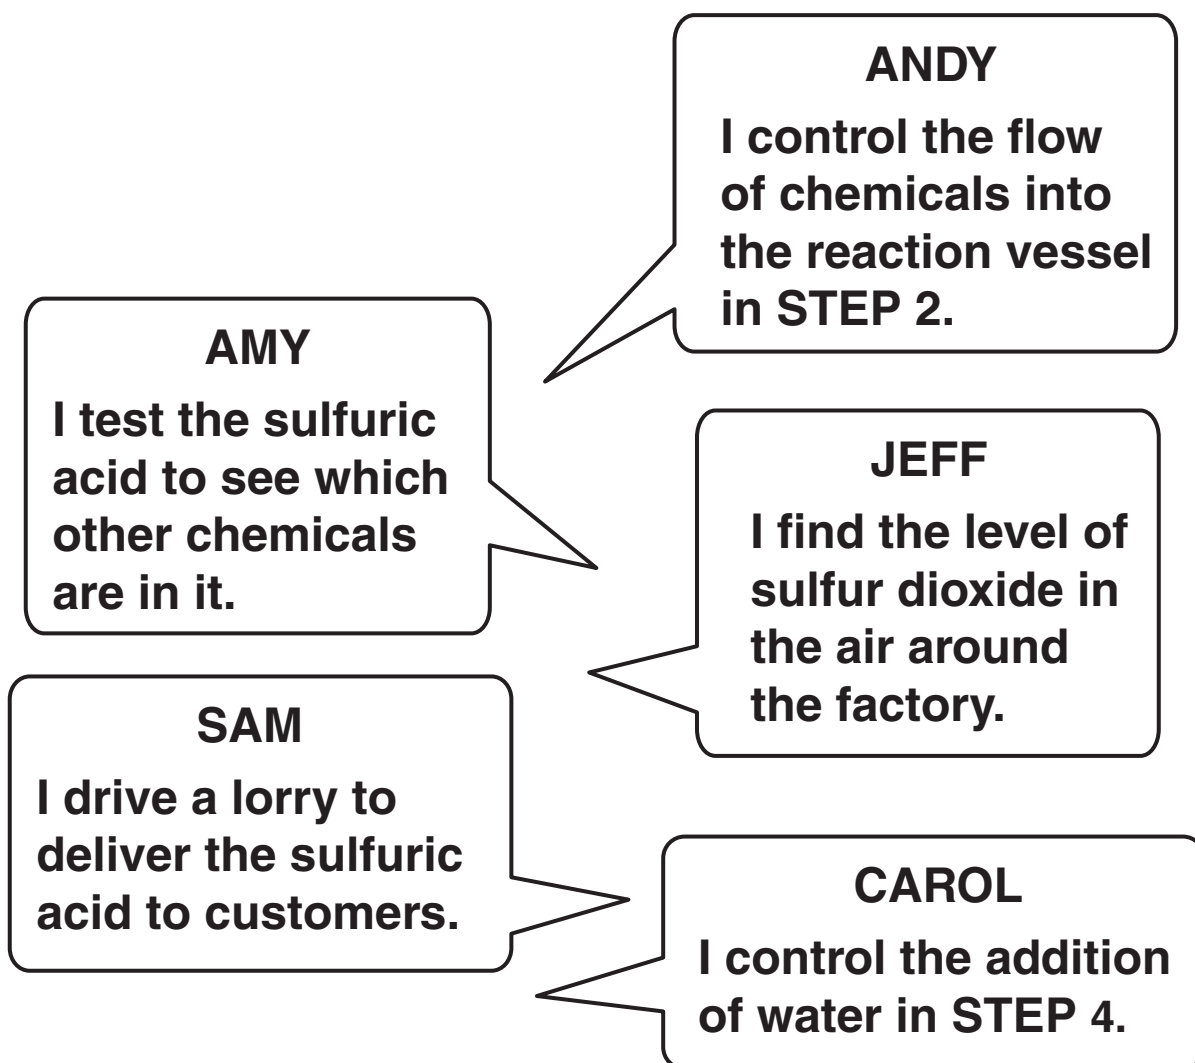 ANDY
I control the flow
of chemicals into
the reaction vessel
in STEP 2.
AMY
I test the sulfuric
acid to see which
other chemicals
are in it.
JEFF
I find the level of
sulfur dioxide in
the air around
the factory.
SAM
I drive a lorry to
deliver the sulfuric
acid to customers.
CAROL
I control the addition
of water in STEP 4.